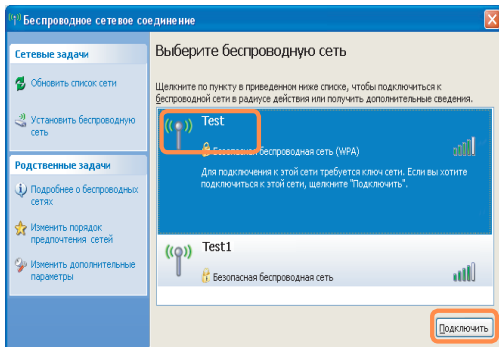 Беспроводное сетевое соединение
Сетевые задачи
Обновить список сети
Установить беспроводную
сеть
Родственные задачи
Подробнее о беспроводных
сетях
Изменить порядок
предпочтения сетей
Изменить дополнительные
параметры
Выберите беспроводную сеть
Щелкните по пункту в приведенном ниже списке, чтобы подключиться к
беспроводной сети в радиусе действия или получить дополнительные сведения.
Test
Безопасная беспроводная сеть (WPA)
Для подключения к этой сети требуется ключ сети. Если вы хотите
подключиться к этой сети, щелкните "Подключить".
Test1
Безопасная беспроводная сеть
Подключить